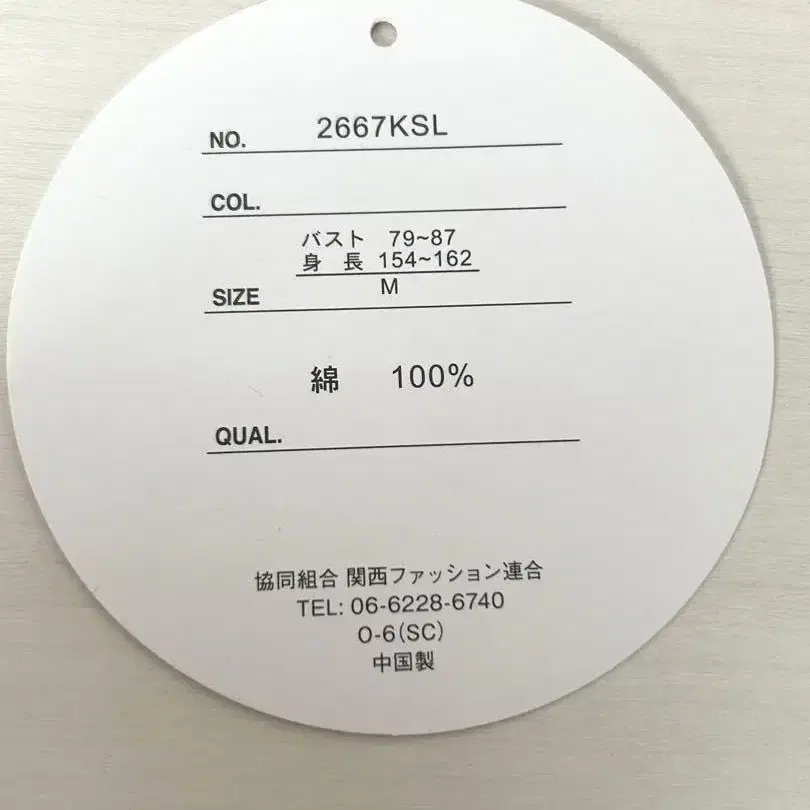 NO. 2667KSL
COL.
バスト 79~87
身 長 154~162
SIZE M
綿 100%
QUAL.
協同組合 関西ファッション連合
TEL: 06-6228-6740
O-6(SC)
中国製